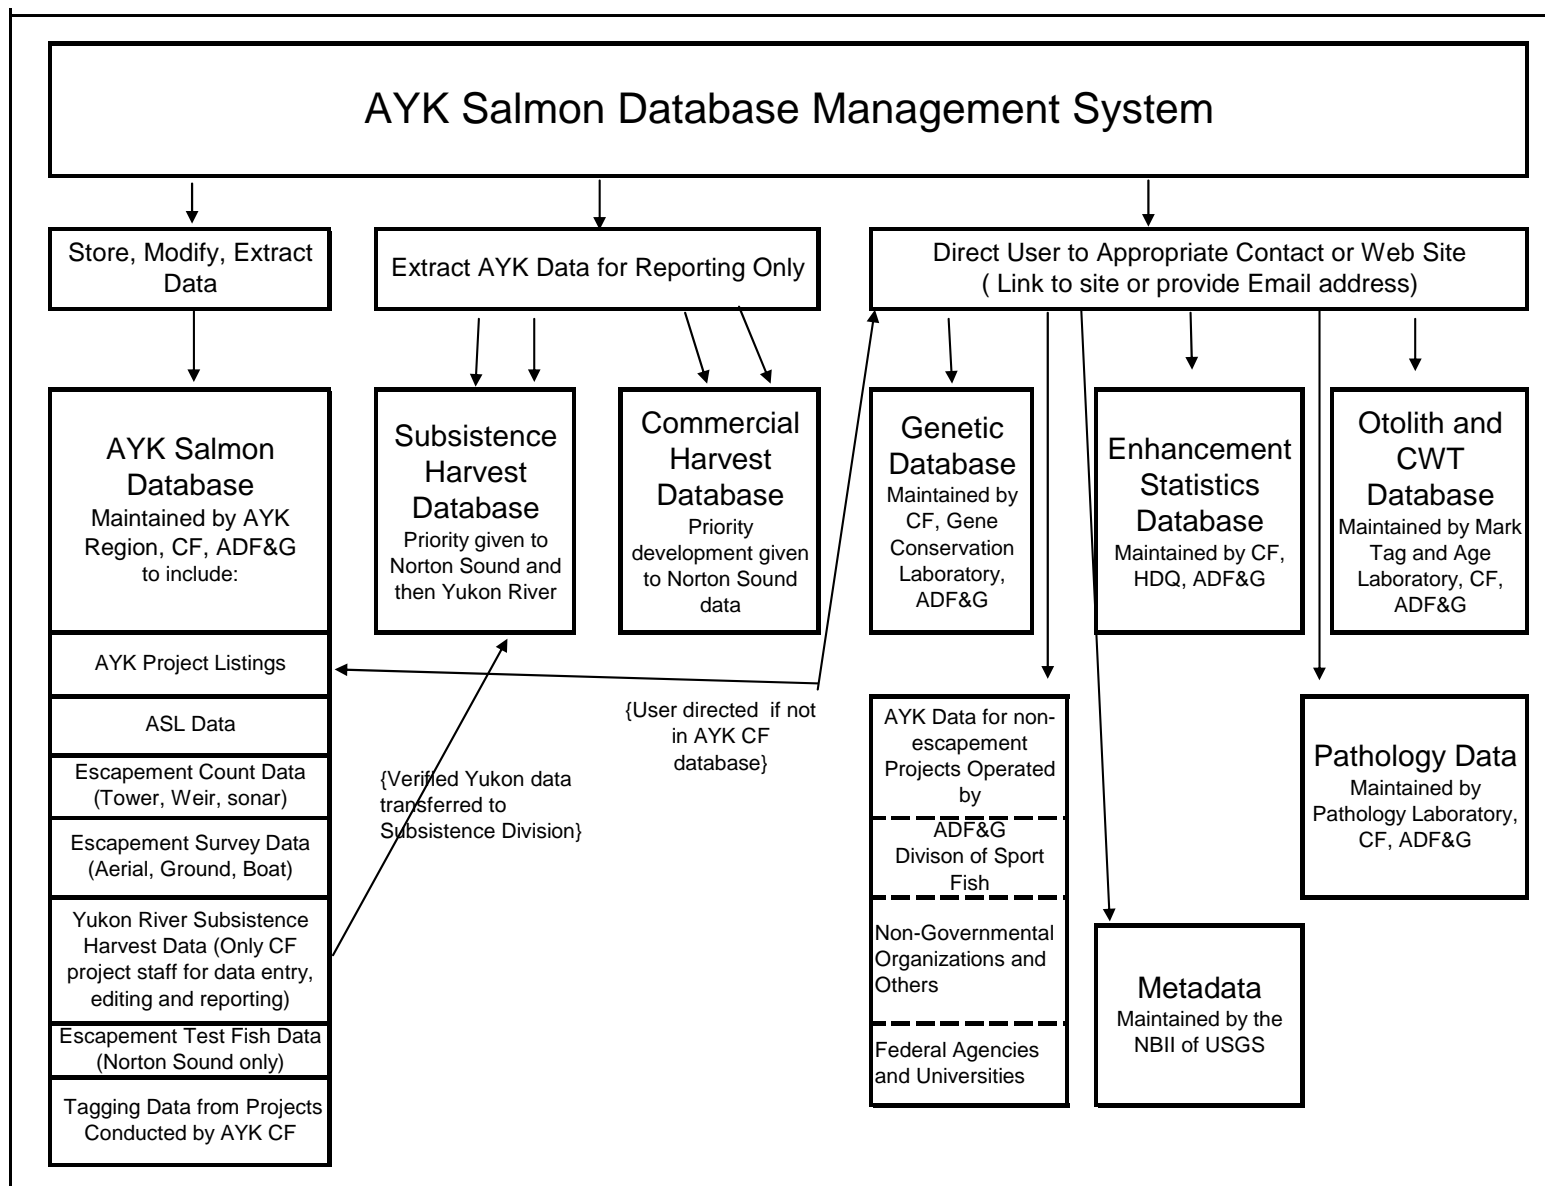 AYK Salmon Database Management System
Store, Modify, Extract
Data
Extract AYK Data for Reporting Only
Direct User to Appropriate Contact or Web Site
( Link to site or provide Email address)
AYK Salmon
Database
Maintained by AYK
Region, CF, ADF&G
to include:
Subsistence
Harvest
Database
Priority given to
Norton Sound and
then Yukon River
Commercial
Harvest
Database
Priority
development given
to Norton Sound
data
Genetic
Database
Maintained by
CF, Gene
Conservation
Laboratory,
ADF&G
Enhancement
Statistics
Database
Maintained by CF,
HDQ, ADF&G
Otolith and
CWT
Database
Maintained by Mark
Tag and Age
Laboratory, CF,
ADF&G
AYK Project Listings
ASL Data
Escapement Count Data
(Tower, Weir, sonar)
Escapement Survey Data
(Aerial, Ground, Boat)
Yukon River Subsistence
Harvest Data (Only CF
project staff for data entry,
editing and reporting)
Escapement Test Fish Data
(Norton Sound only)
Tagging Data from Projects
Conducted by AYK CF
{Verified Yukon data
transferred to
Subsistence Division}
{User directed  if not
in AYK CF
database}
AYK Data for non-
escapement
Projects Operated
by
ADF&G
Divison of Sport
Fish
Non-Governmental
Organizations and
Others
Federal Agencies
and Universities
Metadata
Maintained by the
NBII of USGS
Pathology Data
Maintained by
Pathology Laboratory,
CF, ADF&G